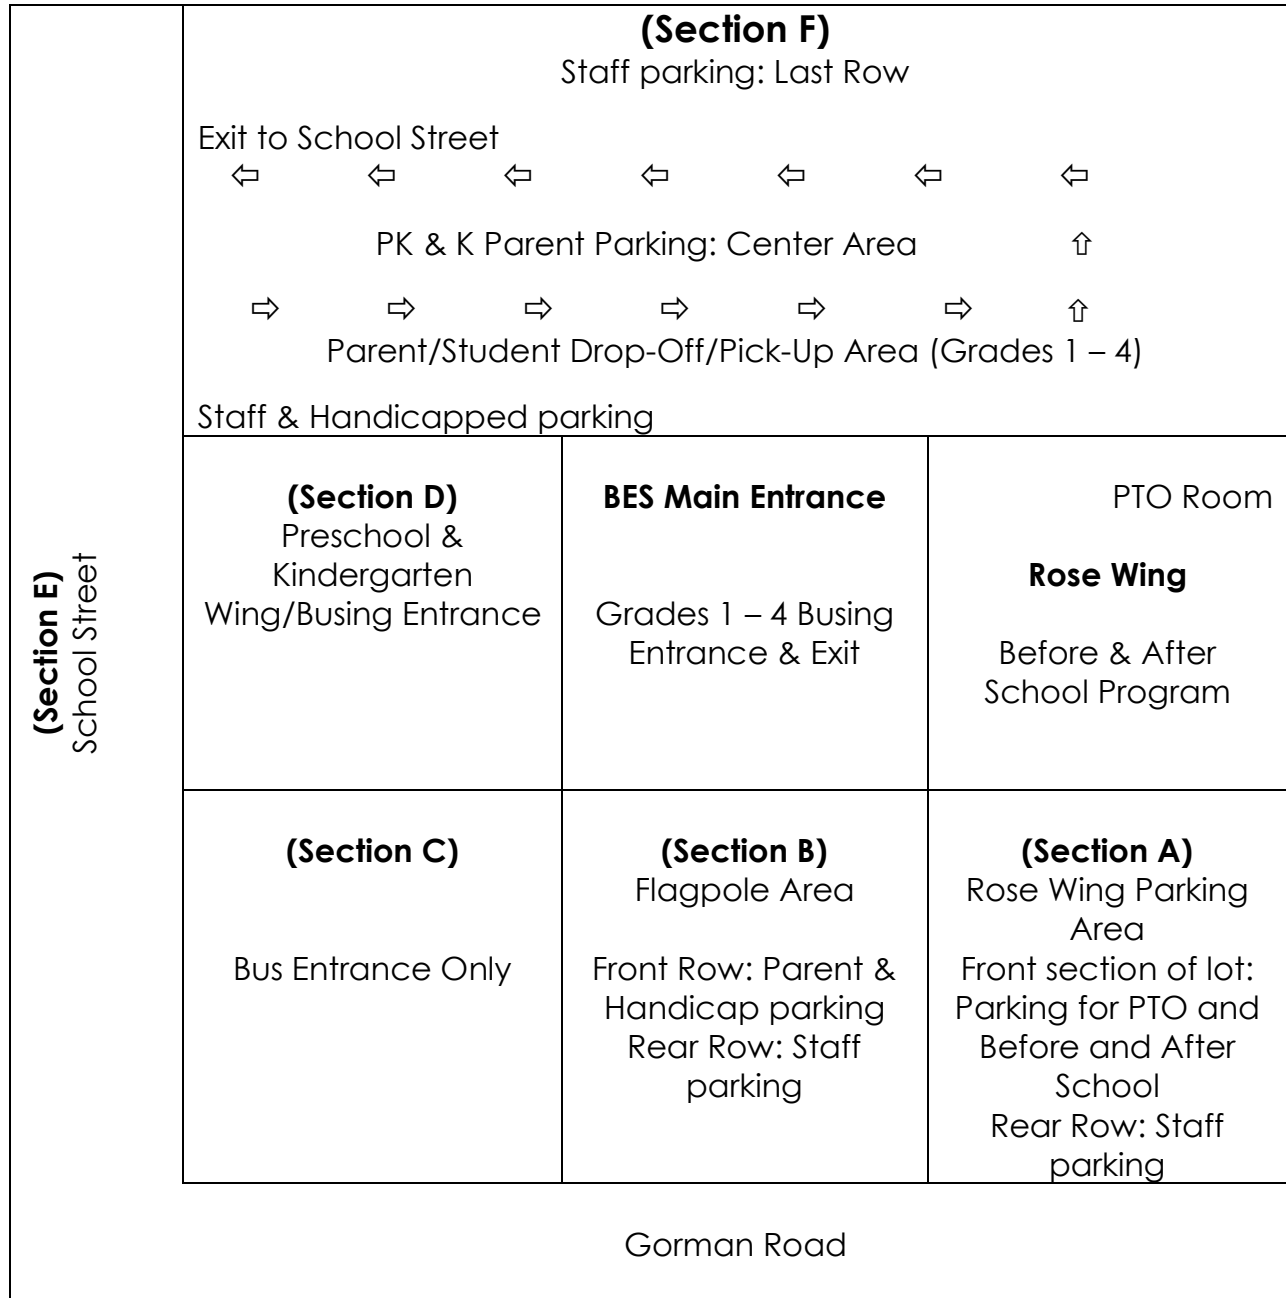 (Section F)
Staff parking: Last Row
Exit to School Street
⇦ ⇦ ⇦ ⇦ ⇦ ⇦ ⇦
PK & K Parent Parking: Center Area ⇧
⇨ ⇨ ⇨ ⇨ ⇨ ⇨ ⇧
Parent/Student Drop-Off/Pick-Up Area (Grades 1 – 4)
Staff & Handicapped parking
(Section E)
School Street
(Section D)
Preschool &
Kindergarten
Wing/Busing Entrance
BES Main Entrance
Grades 1 – 4 Busing
Entrance & Exit
PTO Room
Rose Wing
Before & After
School Program
(Section C)
Bus Entrance Only
(Section B)
Flagpole Area
Front Row: Parent &
Handicap parking
Rear Row: Staff
parking
(Section A)
Rose Wing Parking
Area
Front section of lot:
Parking for PTO and
Before and After
School
Rear Row: Staff
parking
Gorman Road